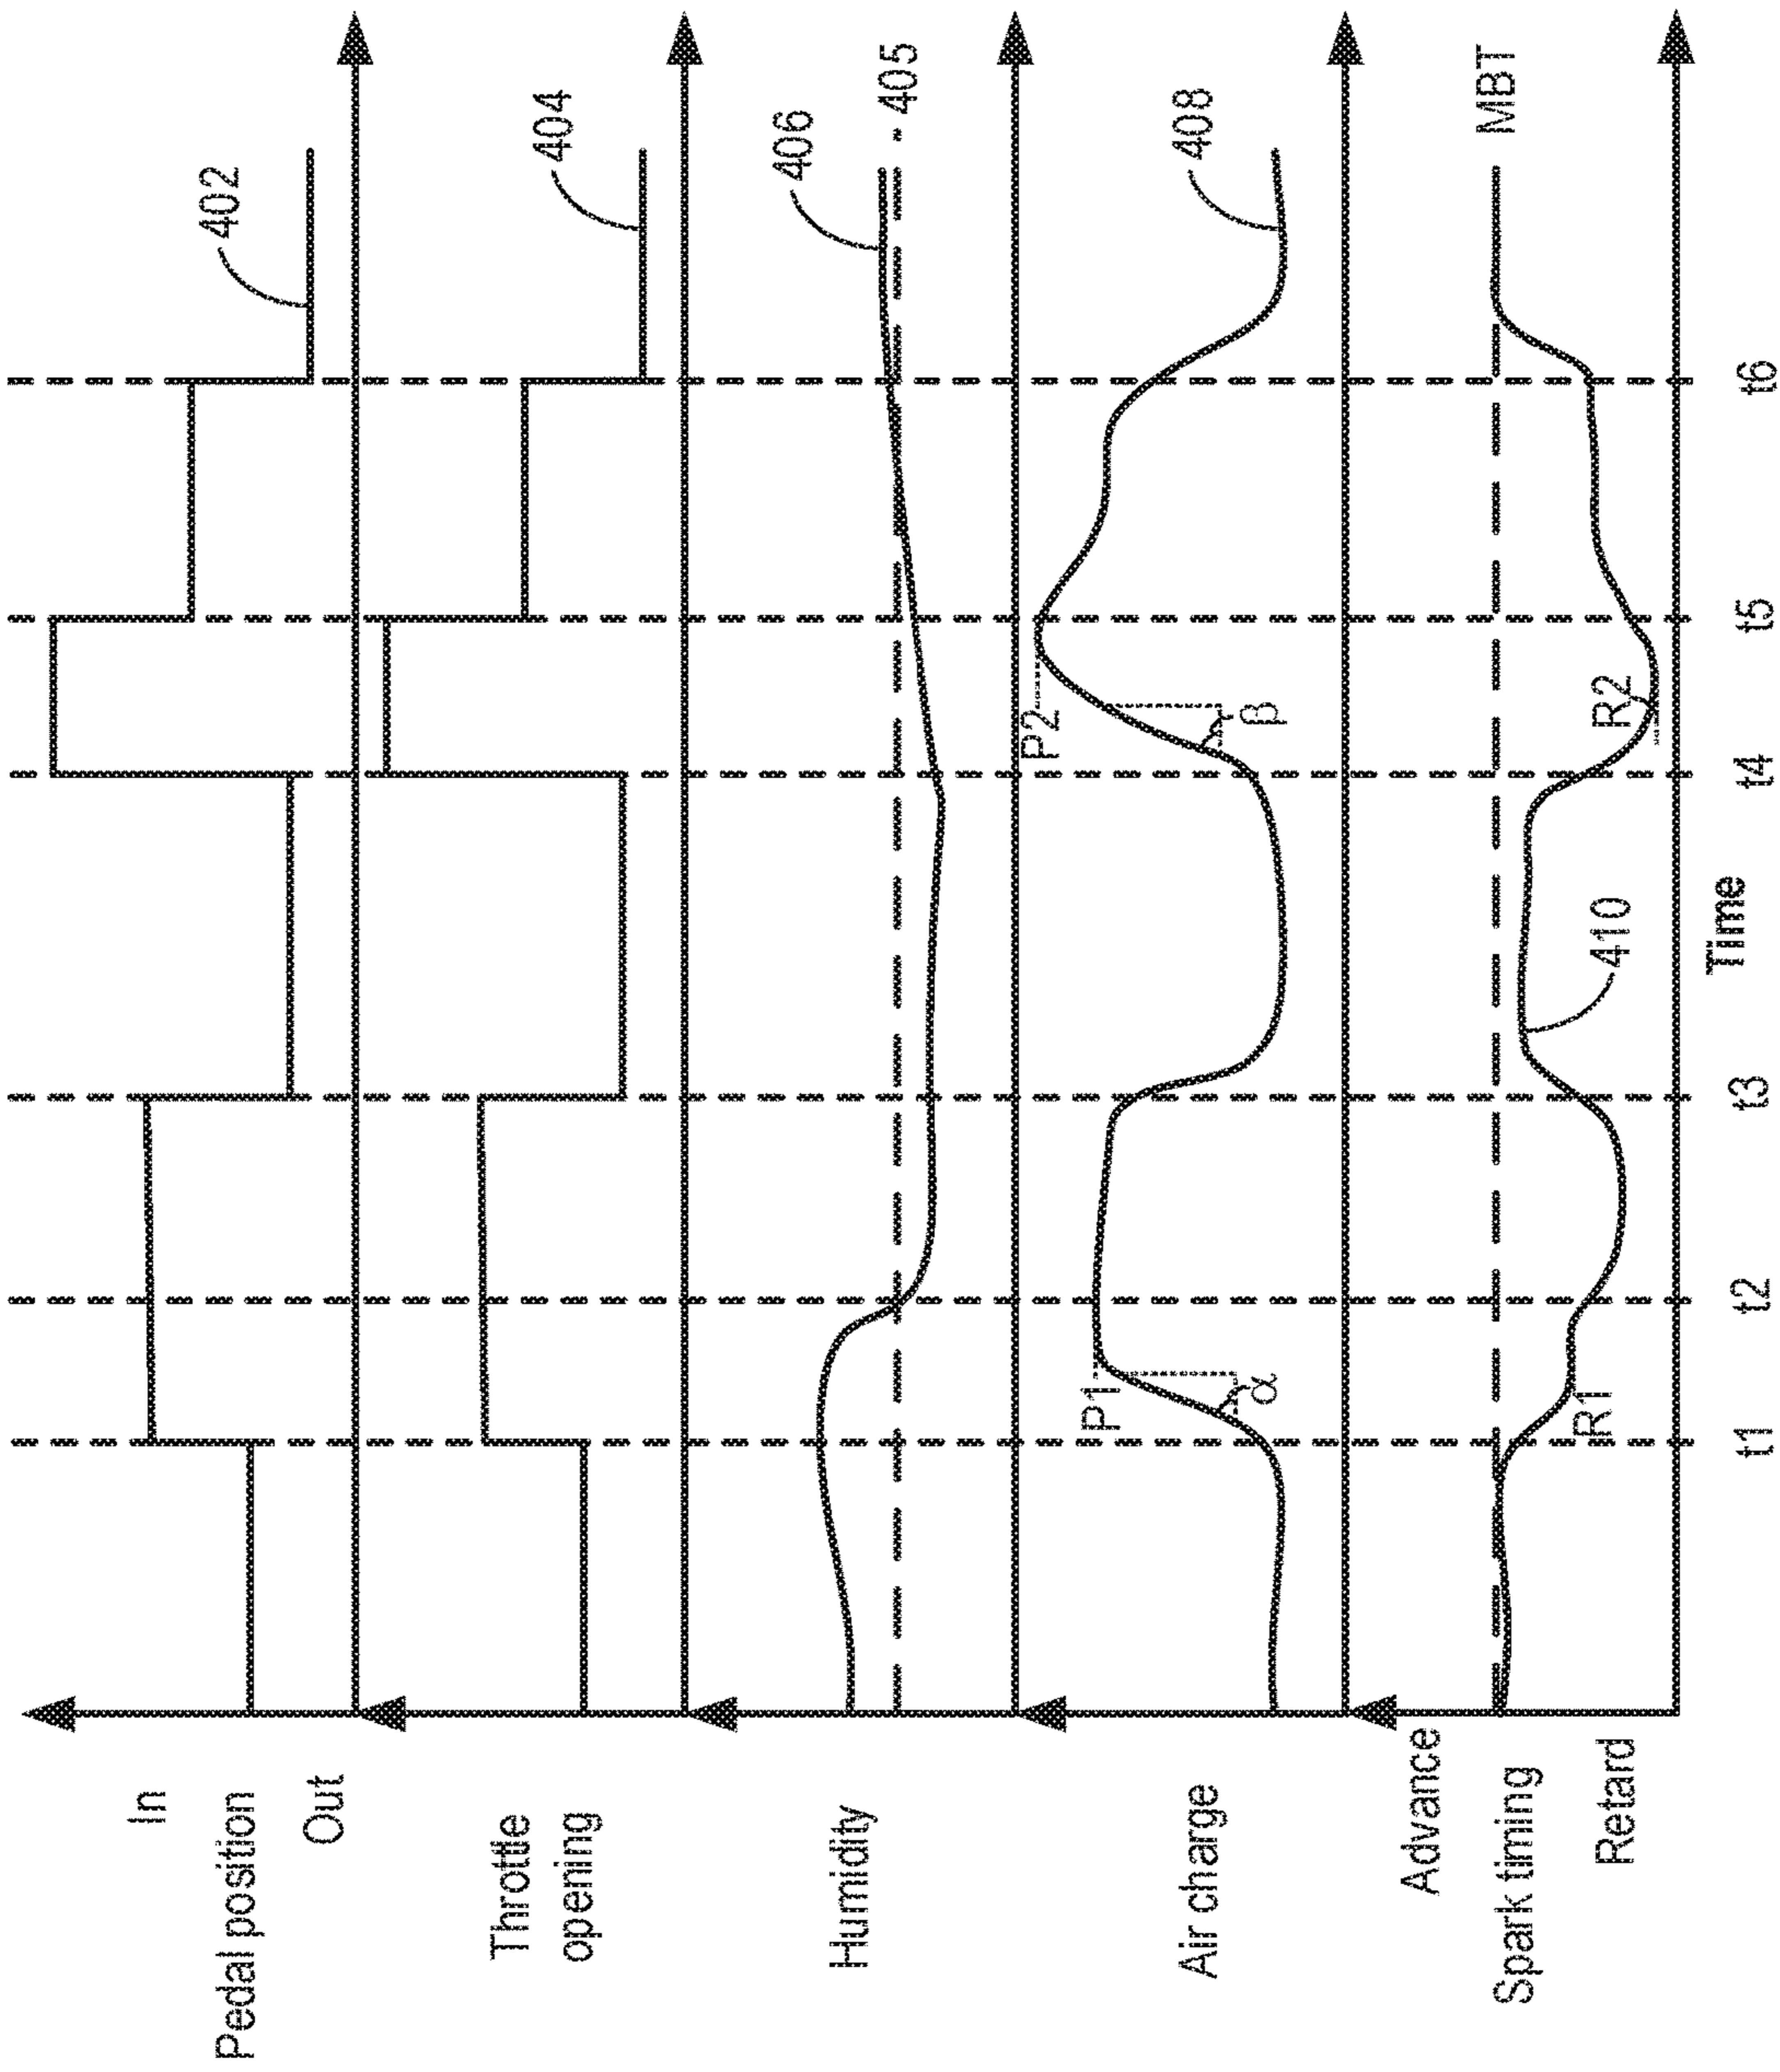 In
Pedal position
Out
402
Throttle
opening
404
Humidity
406
405
Air charge
P1
α
P2
β
408
Advance
Spark timing
Retard
MBT
R1
410
R2
t1
t2
t3
t4
t5
t6
Time